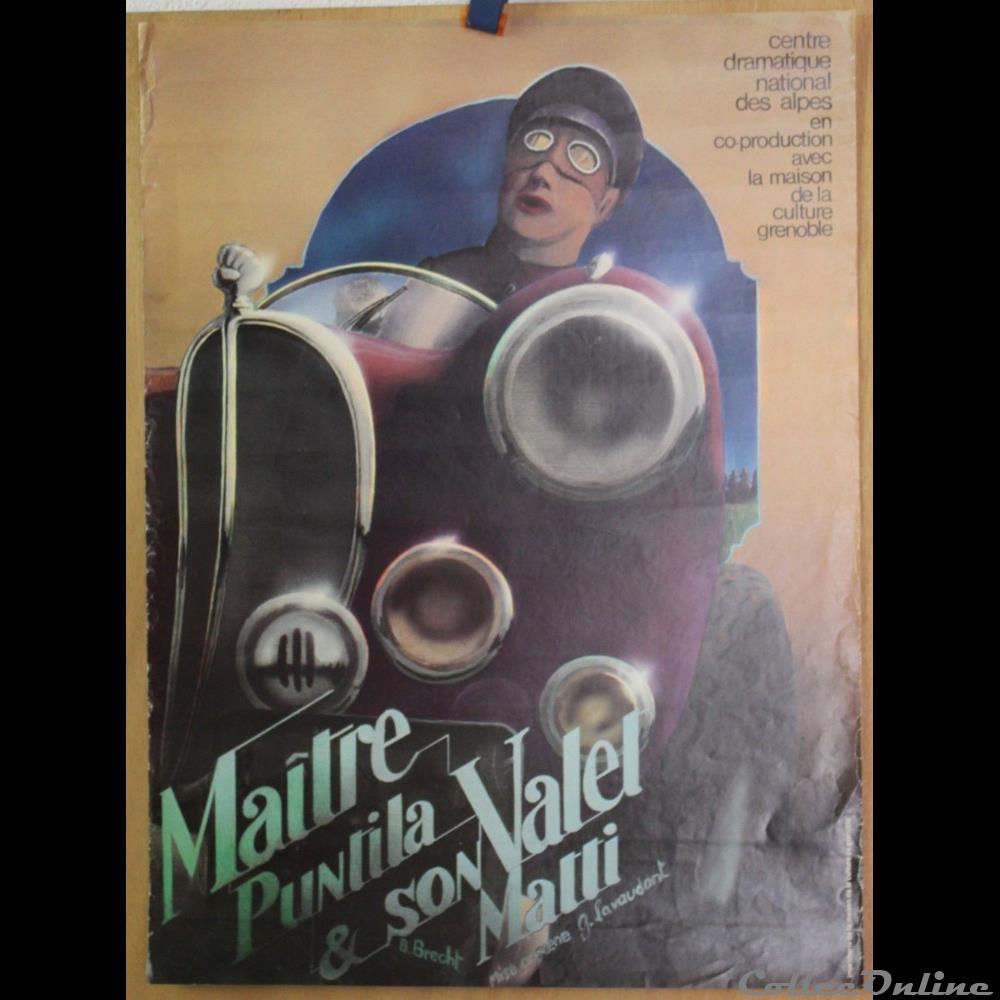 centre
dramatique
national
des alpes
en
co-production
avec
la maison
de la
culture
grenoble
Maître
Puntila
& son Valet
Matti
B. Brecht
mise en scène J. Lavaudant
ColleeOnline